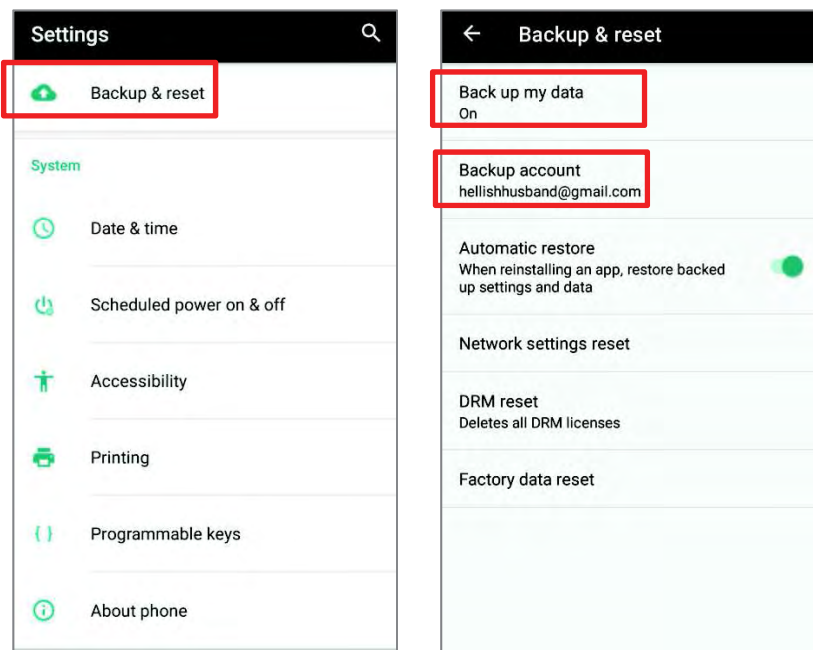 Settings
Backup & reset
System
Date & time
Scheduled power on & off
Accessibility
Printing
Programmable keys
About phone
Backup & reset
Back up my data
On
Backup account
hellishhusband@gmail.com
Automatic restore
When reinstalling an app, restore backed
up settings and data
Network settings reset
DRM reset
Deletes all DRM licenses
Factory data reset